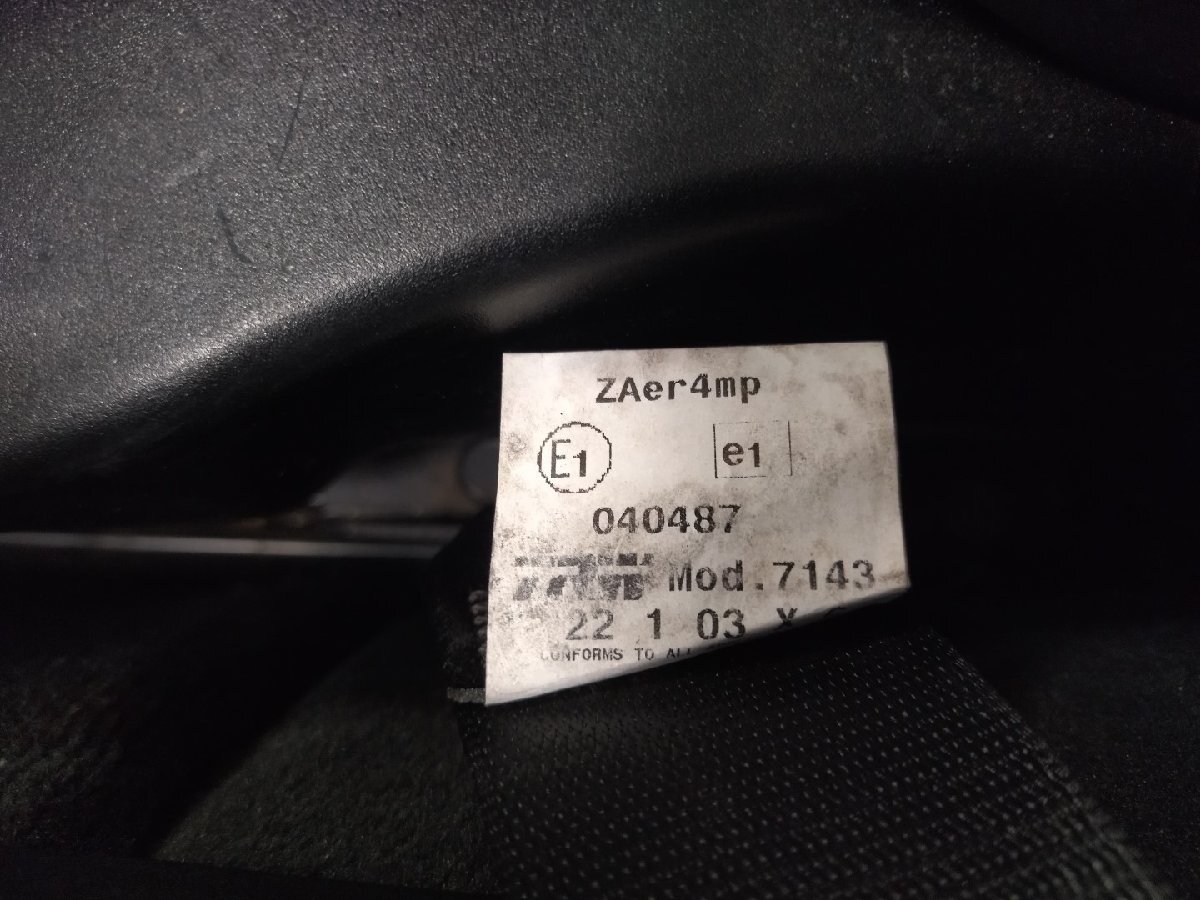 ZAer4mp
E1 e1
040487
Mod.7143
22 1 03 X
CONFORMS TO